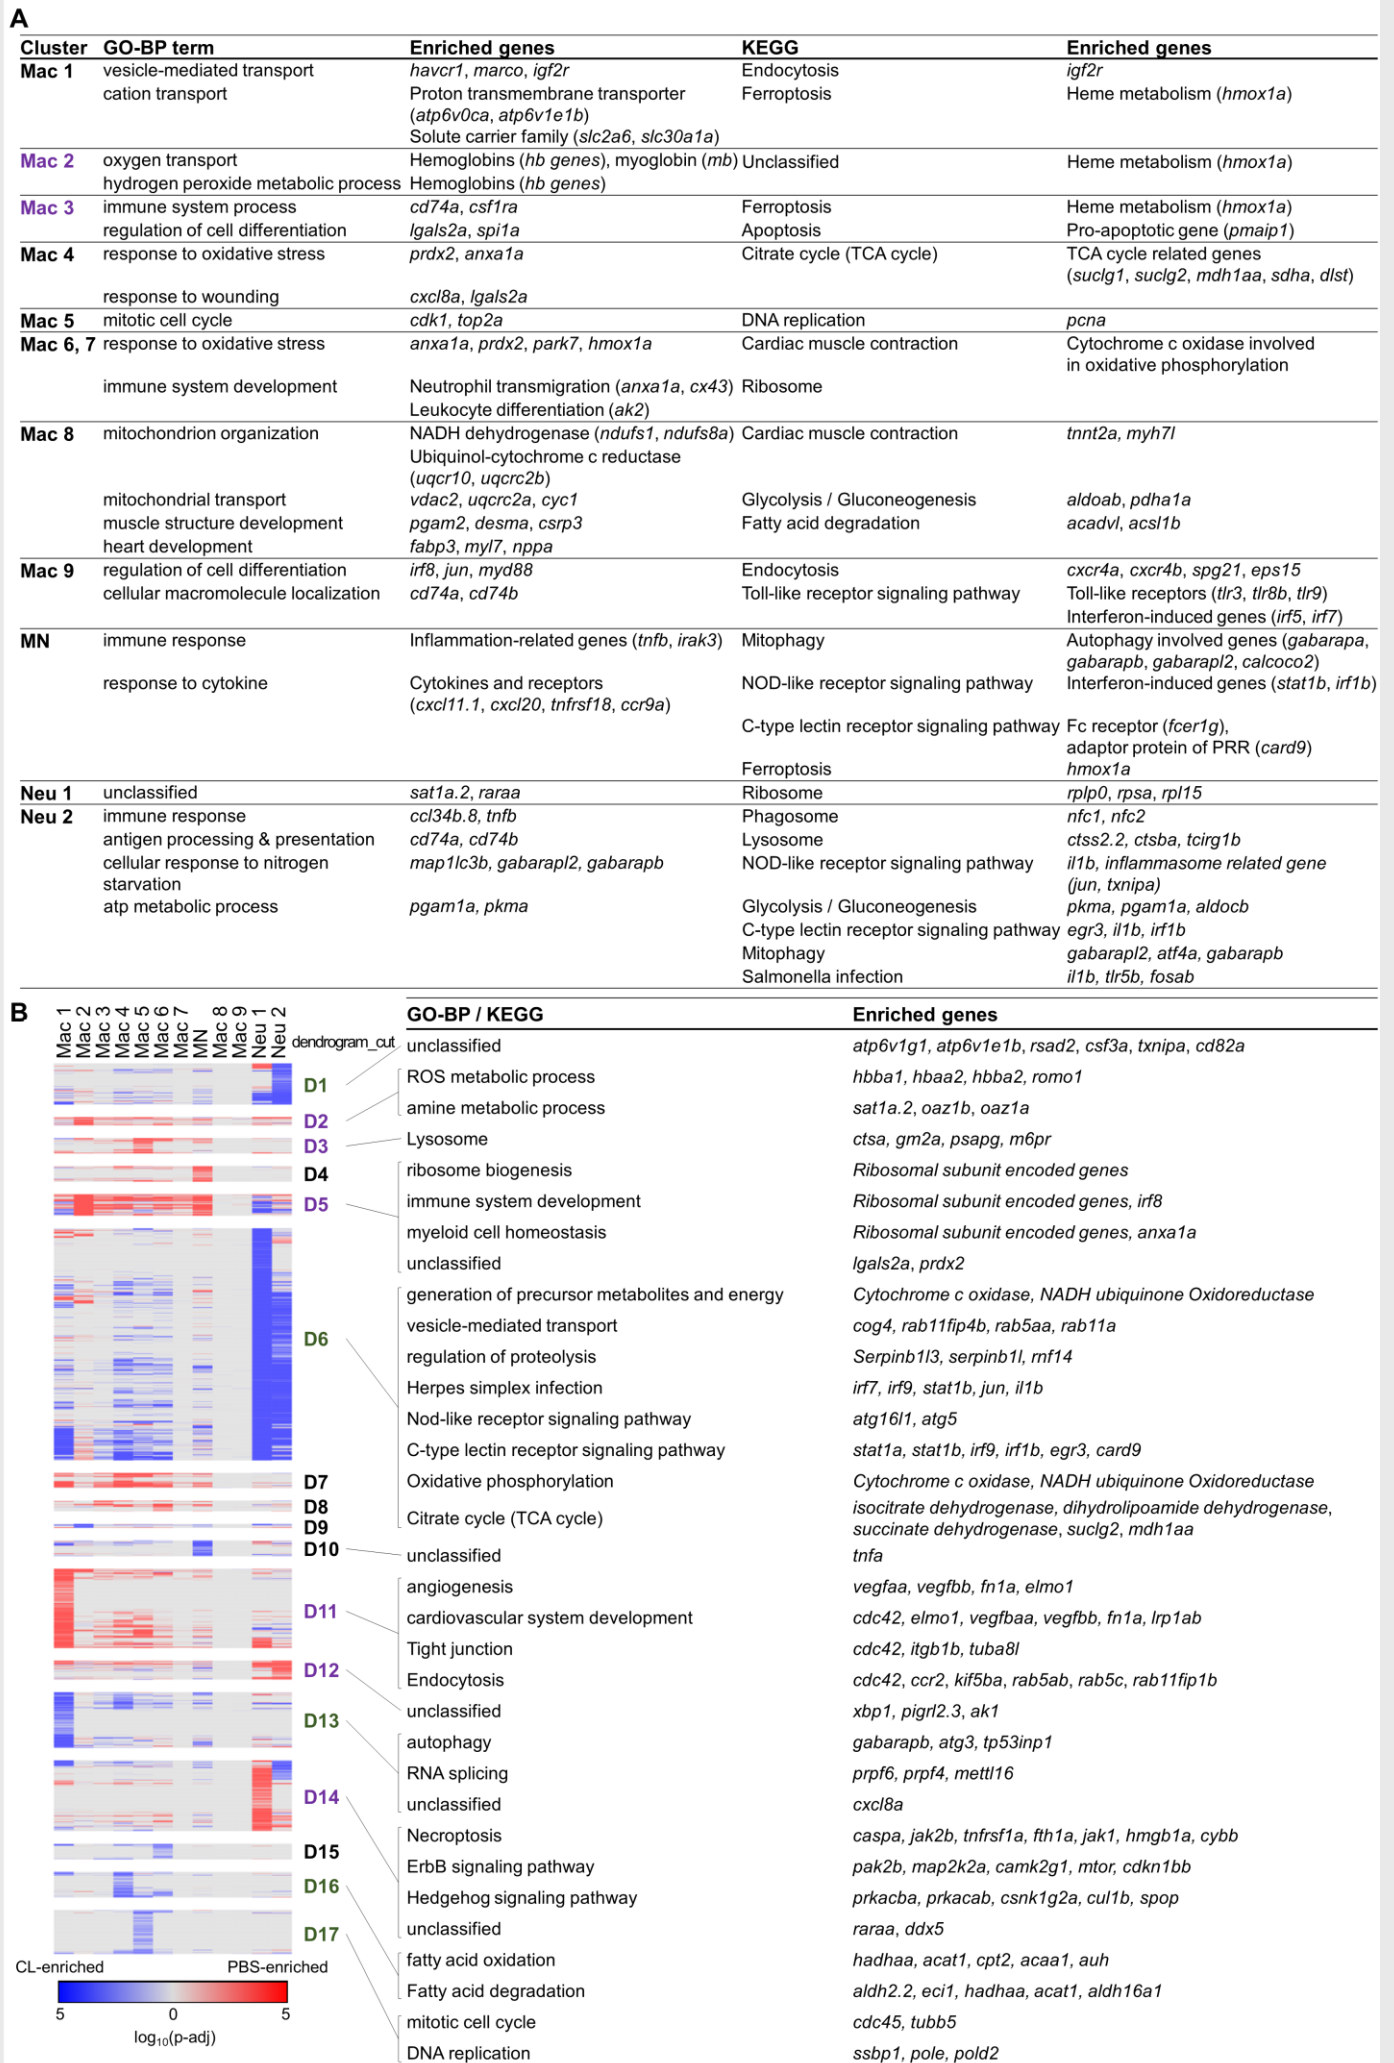 A
Cluster GO-BP term Enriched genes KEGG Enriched genes
Mac 1 vesicle-mediated transport havcr1, marco, igf2r Endocytosis igf2r
cation transport Proton transmembrane transporter Ferroptosis Heme metabolism (hmox1a)
(atp6v0ca, atp6v1e1b)
Solute carrier family (slc2a6, slc30a1a)
Mac 2 oxygen transport Hemoglobins (hb genes), myoglobin (mb) Unclassified Heme metabolism (hmox1a)
hydrogen peroxide metabolic process Hemoglobins (hb genes)
Mac 3 immune system process cd74a, csf1ra Ferroptosis Heme metabolism (hmox1a)
regulation of cell differentiation lgals2a, spi1a Apoptosis Pro-apoptotic gene (pmaip1)
Mac 4 response to oxidative stress prdx2, anxa1a Citrate cycle (TCA cycle) TCA cycle related genes
(suclg1, suclg2, mdh1aa, sdha, dlst)
response to wounding cxcl8a, lgals2a
Mac 5 mitotic cell cycle cdk1, top2a DNA replication pcna
Mac 6, 7 response to oxidative stress anxa1a, prdx2, park7, hmox1a Cardiac muscle contraction Cytochrome c oxidase involved
in oxidative phosphorylation
immune system development Neutrophil transmigration (anxa1a, cx43) Ribosome
Leukocyte differentiation (ak2)
Mac 8 mitochondrion organization NADH dehydrogenase (ndufs1, ndufs8a) Cardiac muscle contraction tnnt2a, myh7l
Ubiquinol-cytochrome c reductase
(uqcr10, uqcrc2b)
mitochondrial transport vdac2, uqcrc2a, cyc1 Glycolysis / Gluconeogenesis aldoab, pdha1a
muscle structure development pgam2, desma, csrp3 Fatty acid degradation acadvl, acsl1b
heart development fabp3, myl7, nppa
Mac 9 regulation of cell differentiation irf8, jun, myd88 Endocytosis cxcr4a, cxcr4b, spg21, eps15
cellular macromolecule localization cd74a, cd74b Toll-like receptor signaling pathway Toll-like receptors (tlr3, tlr8b, tlr9)
Interferon-induced genes (irf5, irf7)
MN immune response Inflammation-related genes (tnfb, irak3) Mitophagy Autophagy involved genes (gabarapa,
gabarapb, gabarapl2, calcoco2)
response to cytokine Cytokines and receptors NOD-like receptor signaling pathway Interferon-induced genes (stat1b, irf1b)
(cxcl11.1, cxcl20, tnfrsf18, ccr9a)
C-type lectin receptor signaling pathway Fc receptor (fcer1g),
adaptor protein of PRR (card9)
Ferroptosis hmox1a
Neu 1 unclassified sat1a.2, raraa Ribosome rplp0, rpsa, rpl15
Neu 2 immune response ccl34b.8, tnfb Phagosome nfc1, nfc2
antigen processing & presentation cd74a, cd74b Lysosome ctss2.2, ctsba, tcirg1b
cellular response to nitrogen map1lc3b, gabarapl2, gabarapb NOD-like receptor signaling pathway il1b, inflammasome related gene
starvation (jun, txnipa)
atp metabolic process pgam1a, pkma Glycolysis / Gluconeogenesis pkma, pgam1a, aldocb
C-type lectin receptor signaling pathway egr3, il1b, irf1b
Mitophagy gabarapl2, atf4a, gabarapb
Salmonella infection il1b, tlr5b, fosab
B
Mac 1 Mac 2 Mac 3 Mac 4 Mac 5 Mac 6 Mac 7 MN Mac 8 Mac 9 Neu 1 Neu 2
dendrogram_cut
GO-BP / KEGG Enriched genes
unclassified atp6v1g1, atp6v1e1b, rsad2, csf3a, txnipa, cd82a
D1
ROS metabolic process hbba1, hbaa2, hbba2, romo1
amine metabolic process sat1a.2, oaz1b, oaz1a
D2
D3
Lysosome ctsa, gm2a, psapg, m6pr
D4
ribosome biogenesis Ribosomal subunit encoded genes
D5
immune system development Ribosomal subunit encoded genes, irf8
myeloid cell homeostasis Ribosomal subunit encoded genes, anxa1a
unclassified lgals2a, prdx2
generation of precursor metabolites and energy Cytochrome c oxidase, NADH ubiquinone Oxidoreductase
D6
vesicle-mediated transport cog4, rab11fip4b, rab5aa, rab11a
regulation of proteolysis Serpinb1l3, serpinb1l, rnf14
Herpes simplex infection irf7, irf9, stat1b, jun, il1b
Nod-like receptor signaling pathway atg16l1, atg5
C-type lectin receptor signaling pathway stat1a, stat1b, irf9, irf1b, egr3, card9
D7
Oxidative phosphorylation Cytochrome c oxidase, NADH ubiquinone Oxidoreductase
D8
isocitrate dehydrogenase, dihydrolipoamide dehydrogenase,
Citrate cycle (TCA cycle) succinate dehydrogenase, suclg2, mdh1aa
D9
D10
unclassified tnfa
angiogenesis vegfaa, vegfbb, fn1a, elmo1
D11
cardiovascular system development cdc42, elmo1, vegfbaa, vegfbb, fn1a, lrp1ab
Tight junction cdc42, itgb1b, tuba8l
D12
Endocytosis cdc42, ccr2, kif5ba, rab5ab, rab5c, rab11fip1b
unclassified xbp1, pigrl2.3, ak1
D13
autophagy gabarapb, atg3, tp53inp1
RNA splicing prpf6, prpf4, mettl16
D14
unclassified cxcl8a
Necroptosis caspa, jak2b, tnfrsf1a, fth1a, jak1, hmgb1a, cybb
D15
ErbB signaling pathway pak2b, map2k2a, camk2g1, mtor, cdkn1bb
D16
Hedgehog signaling pathway prkacba, prkacab, csnk1g2a, cul1b, spop
unclassified raraa, ddx5
D17
fatty acid oxidation hadhaa, acat1, cpt2, acaa1, auh
Fatty acid degradation aldh2.2, eci1, hadhaa, acat1, aldh16a1
mitotic cell cycle cdc45, tubb5
DNA replication ssbp1, pole, pold2
CL-enriched PBS-enriched
5 0 5
log10(p-adj)